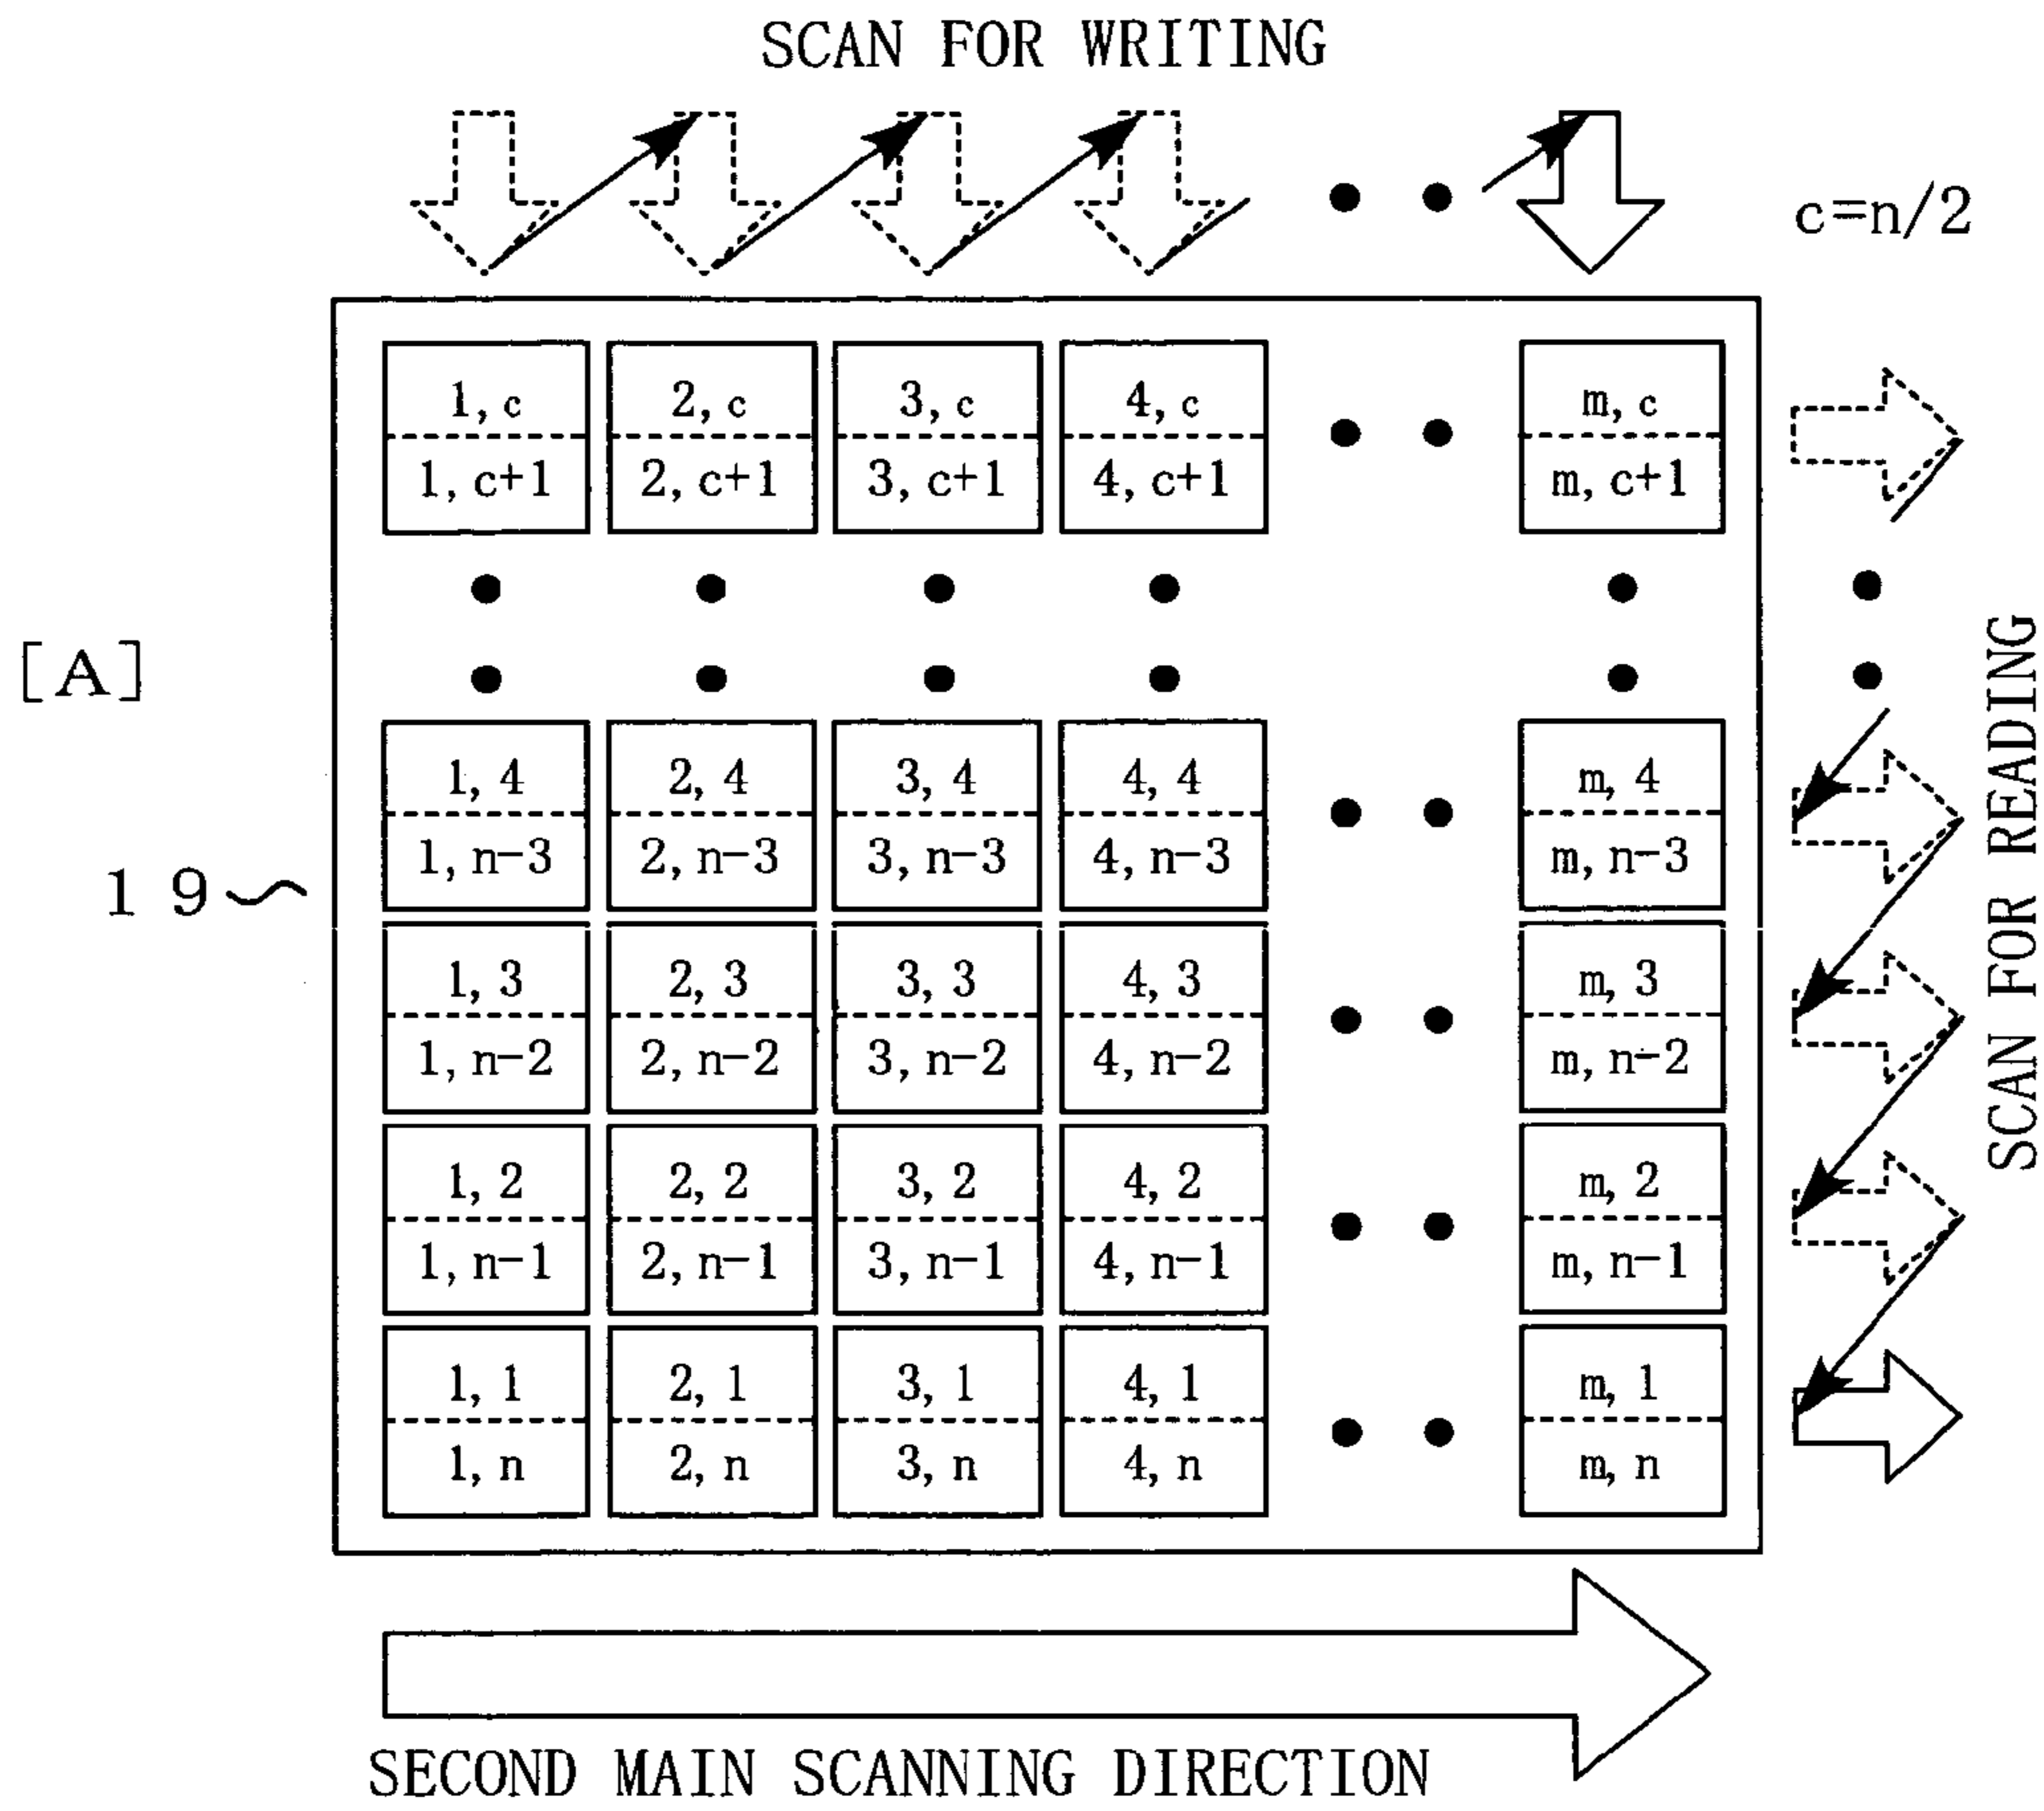 SCAN FOR WRITING
c=n/2
1, c 2, c 3, c 4, c m, c
1, c+1 2, c+1 3, c+1 4, c+1 m, c+1
[A]
1, 4 2, 4 3, 4 4, 4 m, 4
1, n-3 2, n-3 3, n-3 4, n-3 m, n-3
19
1, 3 2, 3 3, 3 4, 3 m, 3
1, n-2 2, n-2 3, n-2 4, n-2 m, n-2
1, 2 2, 2 3, 2 4, 2 m, 2
1, n-1 2, n-1 3, n-1 4, n-1 m, n-1
1, 1 2, 1 3, 1 4, 1 m, 1
1, n 2, n 3, n 4, n m, n
SCAN FOR READING
SECOND MAIN SCANNING DIRECTION